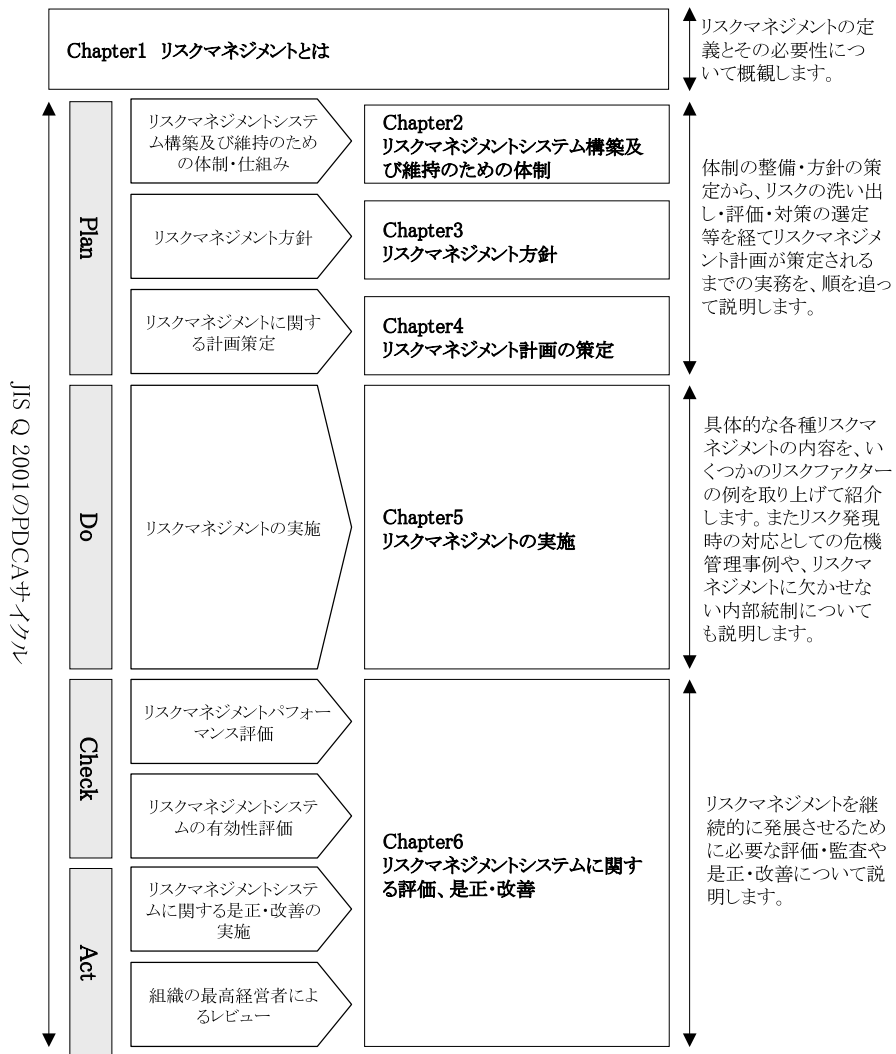 Chapter1 リスクマネジメントとは
リスクマネジメントの定
義とその必要性につ
いて概観します。
JIS Q 2001のPDCAサイクル
Plan
リスクマネジメントシステ
ム構築及び維持のため
の体制・仕組み
Chapter2
リスクマネジメントシステム構築及
び維持のための体制
リスクマネジメント方針
Chapter3
リスクマネジメント方針
リスクマネジメントに関す
る計画策定
Chapter4
リスクマネジメント計画の策定
体制の整備・方針の策
定から、リスクの洗い出
し・評価・対策の選定
等を経てリスクマネジメ
ント計画が策定される
までの実務を、順を追っ
て説明します。
Do
リスクマネジメントの実施
Chapter5
リスクマネジメントの実施
具体的な各種リスクマ
ネジメントの内容を、い
くつかのリスクファクター
の例を取り上げて紹介
します。またリスク発現
時の対応としての危機
管理事例や、リスクマ
ネジメントに欠かせな
い内部統制について
も説明します。
Check
リスクマネジメントパフォー
マンス評価
リスクマネジメントシステ
ムの有効性評価
Act
リスクマネジメントシステ
ムに関する是正・改善の
実施
組織の最高経営者によ
るレビュー
Chapter6
リスクマネジメントシステムに関す
る評価、是正・改善
リスクマネジメントを継
続的に発展させるため
に必要な評価・監査や
是正・改善について説
明します。